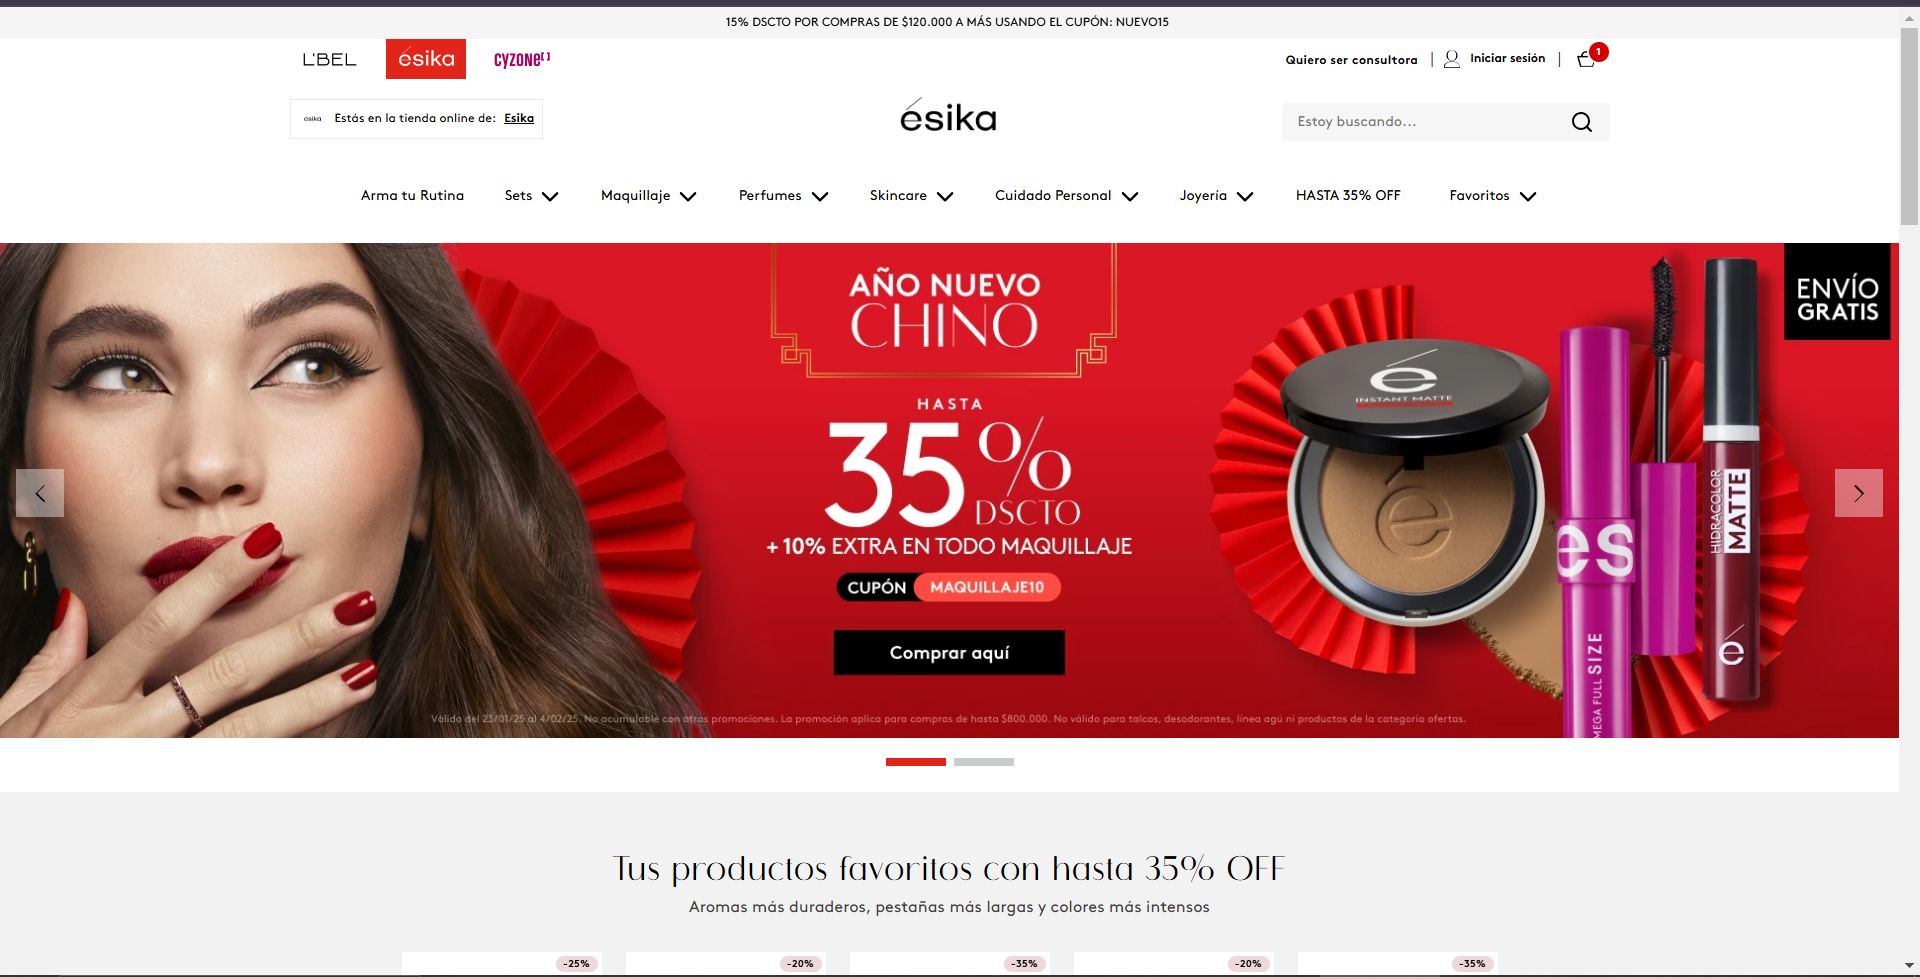 15% DSCTO POR COMPRAS DE $120.000 A MÁS USANDO EL CUPÓN: NUEVO15
L'BEL
ésika
CYZONE
Quiero ser consultora
Iniciar sesión
1
ésika
Estás en la tienda online de: Esika
ésika
Estoy buscando...
Arma tu Rutina
Sets
Maquillaje
Perfumes
Skincare
Cuidado Personal
Joyería
HASTA 35% OFF
Favoritos
AÑO NUEVO
CHINO
HASTA
35%
DSCTO
+ 10% EXTRA EN TODO MAQUILLAJE
CUPÓN MAQUILLAJE10
Comprar aquí
Válido del 23/01/25 al 4/02/25. No acumulable con otras promociones. La promoción aplica para compras de hasta $800.000. No válido para talcos, desodorantes, línea agú ni productos de la categoría ofertas.
é
INSTANT MATTE
é
es
MEGA FULL SIZE
HIDRACOLOR
MATTE
é
ENVÍO
GRATIS
Tus productos favoritos con hasta 35% OFF
Aromas más duraderos, pestañas más largas y colores más intensos
-25%
-20%
-35%
-20%
-35%